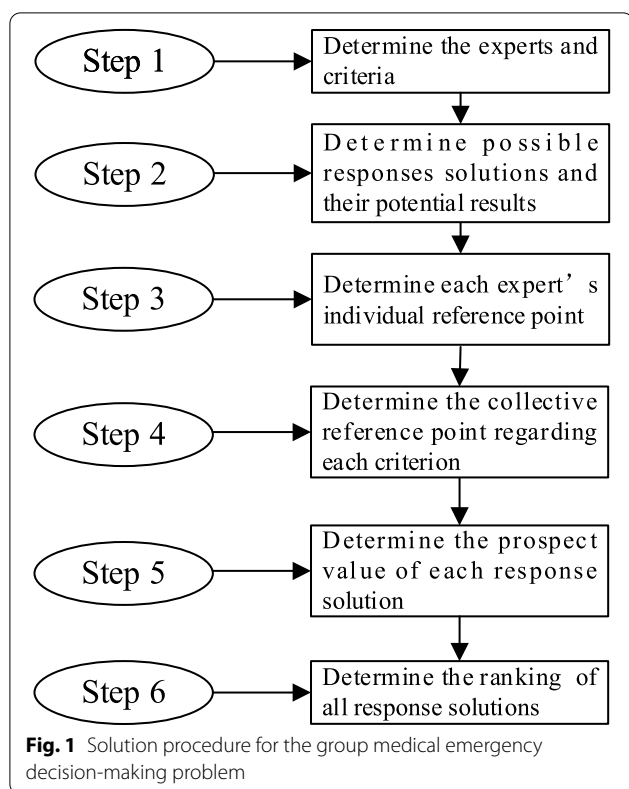 Step 1
Determine the experts and
criteria
Step 2
Determine possible
responses solutions and
their potential results
Step 3
Determine each expert’s
individual reference point
Step 4
Determine the collective
reference point regarding
each criterion
Step 5
Determine the prospect
value of each response
solution
Step 6
Determine the ranking of
all response solutions
Fig. 1 Solution procedure for the group medical emergency
decision-making problem